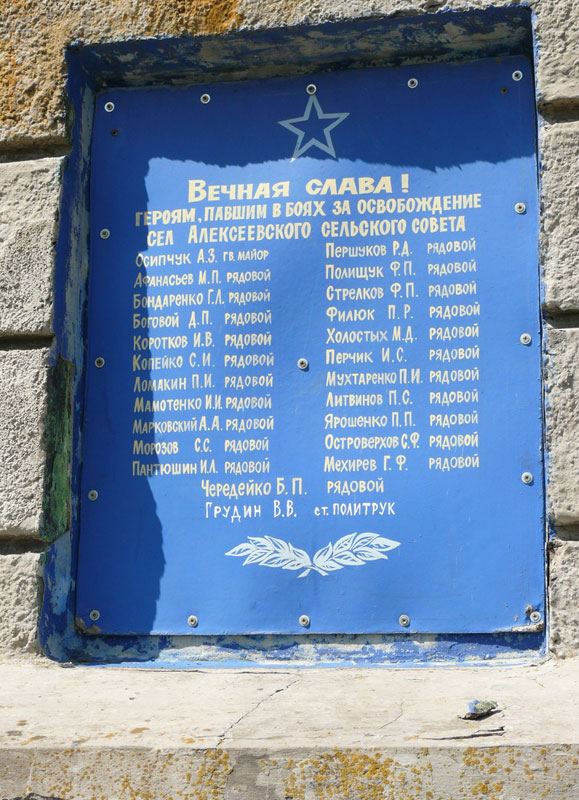 Вечная слава!
героям, павшим в боях за освобождение
сел Алексеевского сельского совета
Осипчук А.З. гв. майор
Афанасьев М.П. рядовой
Бондаренко Г.Л. рядовой
Боговой Д.П. рядовой
Коротков И.В. рядовой
Копейко С.И. рядовой
Ломакин П.И. рядовой
Мамотенко И.И. рядовой
Марковский А.А. рядовой
Морозов С.С. рядовой
Пантюшин И.Л. рядовой
Першуков Р.Д. рядовой
Полищук Ф.П. рядовой
Стрелков Ф.П. рядовой
Филюк П.Р. рядовой
Холостых М.Д. рядовой
Перчик И.С. рядовой
Мухтаренко П.И. рядовой
Литвинов П.С. рядовой
Ярошенко П.П. рядовой
Островерхов С.Ф. рядовой
Мехирев Г.Ф. рядовой
Чередейко Б.П. рядовой
Грудин В.В. ст. политрук